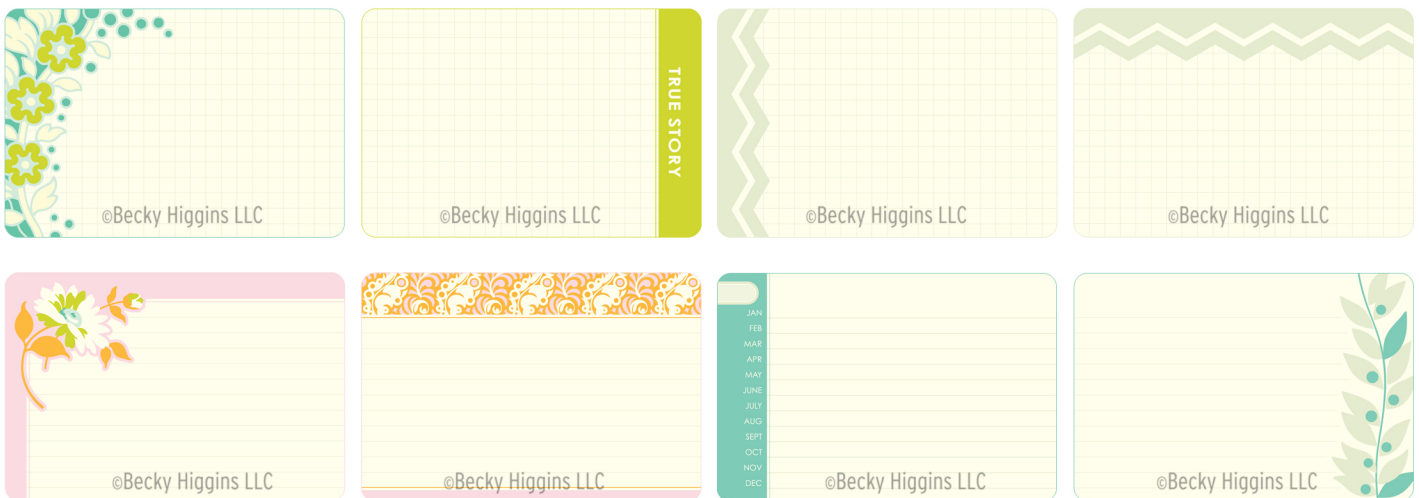 ©Becky Higgins LLC
TRUE STORY
©Becky Higgins LLC
©Becky Higgins LLC
©Becky Higgins LLC
©Becky Higgins LLC
©Becky Higgins LLC
JAN
FEB
MAR
APR
MAY
JUNE
JULY
AUG
SEPT
OCT
NOV
DEC
©Becky Higgins LLC
©Becky Higgins LLC